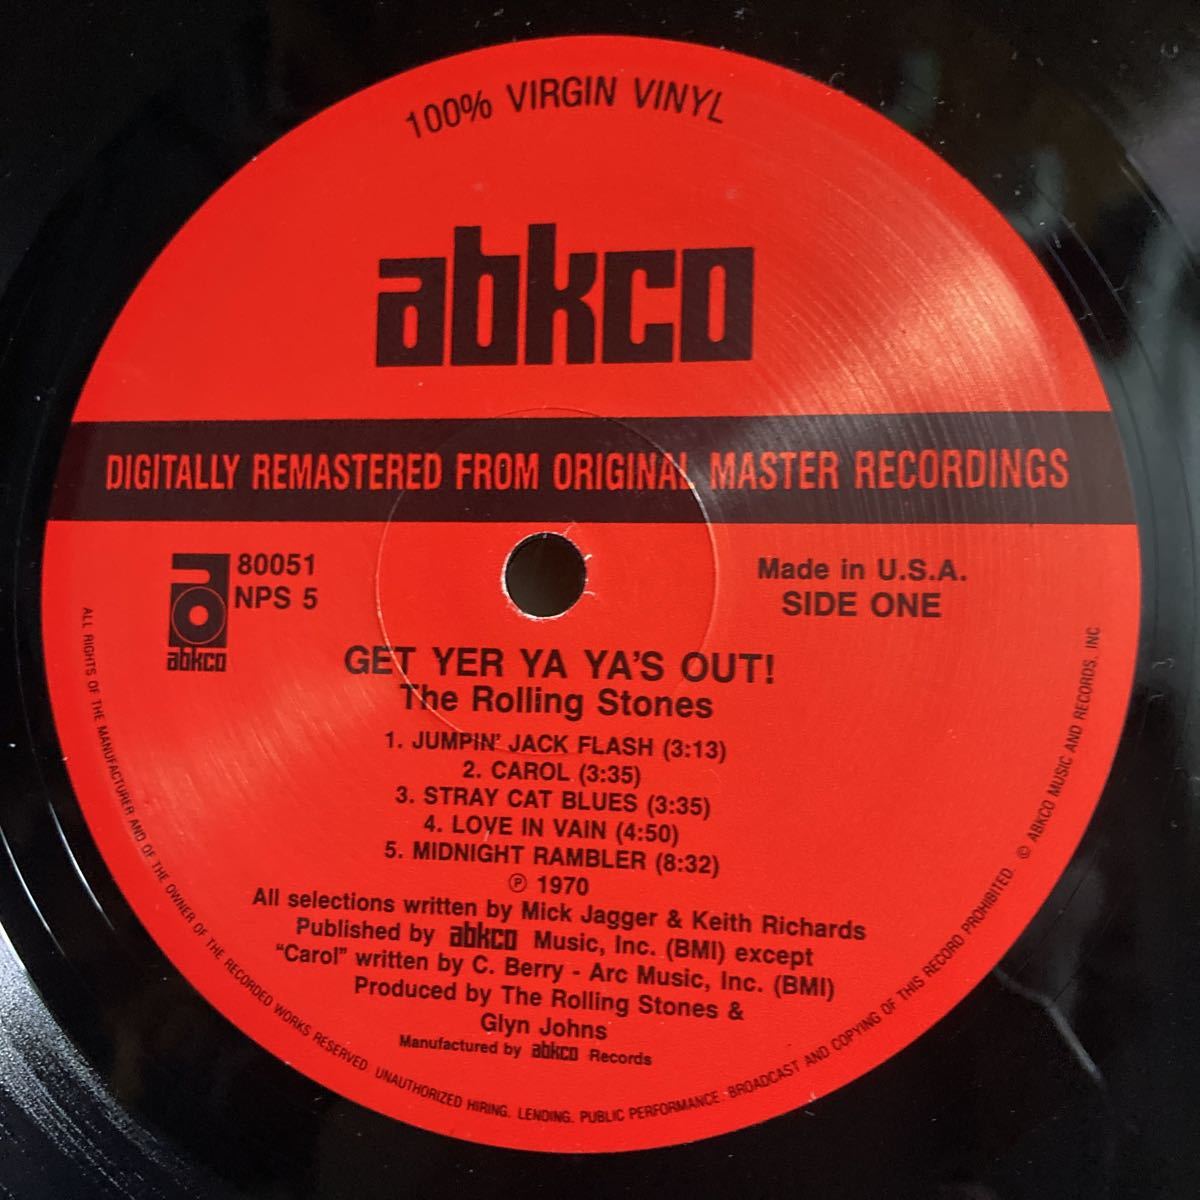 100% VIRGIN VINYL
abkco
DIGITALLY REMASTERED FROM ORIGINAL MASTER RECORDINGS
80051
NPS 5
abkco
Made in U.S.A.
SIDE ONE
GET YER YA YA'S OUT!
The Rolling Stones
1. JUMPIN' JACK FLASH (3:13)
2. CAROL (3:35)
3. STRAY CAT BLUES (3:35)
4. LOVE IN VAIN (4:50)
5. MIDNIGHT RAMBLER (8:32)
℗ 1970
All selections written by Mick Jagger & Keith Richards
Published by abkco Music, Inc. (BMI) except
"Carol" written by C. Berry - Arc Music, Inc. (BMI)
Produced by The Rolling Stones &
Glyn Johns
Manufactured by abkco Records
ALL RIGHTS OF THE MANUFACTURER AND OF THE OWNER OF THE RECORDED WORKS RESERVED. UNAUTHORIZED HIRING. LENDING. PUBLIC PERFORMANCE. BROADCAST AND COPYING OF THIS RECORD PROHIBITED. © ABKCO MUSIC AND RECORDS, INC